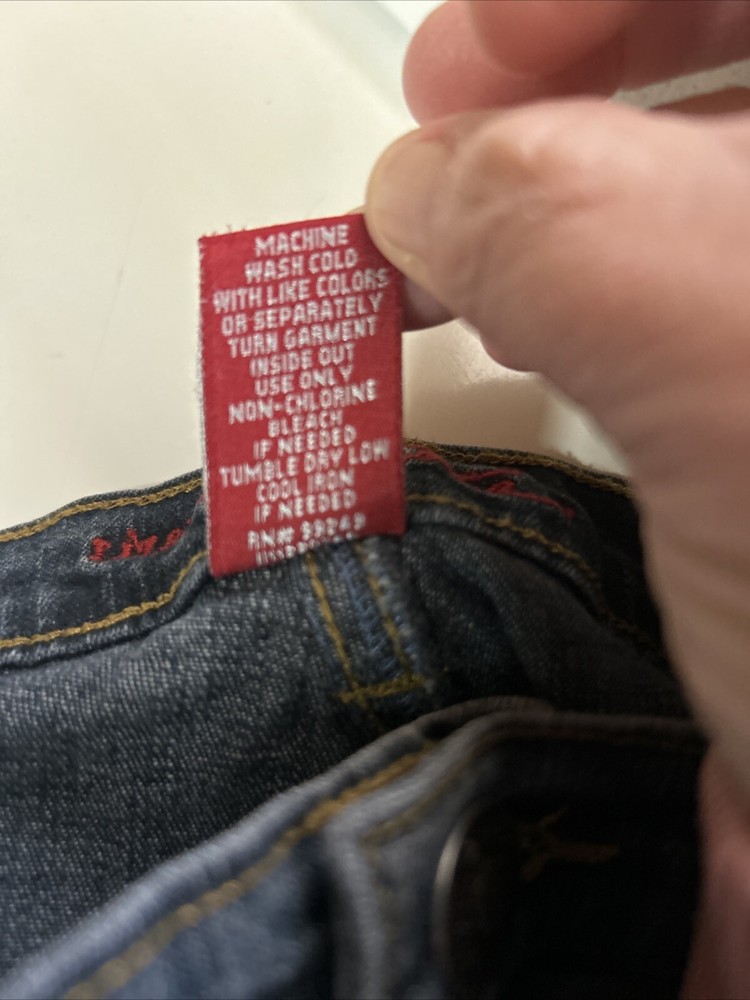 MACHINE
WASH COLD
WITH LIKE COLORS
OR SEPARATELY
TURN GARMENT
INSIDE OUT
USE ONLY
NON-CHLORINE
BLEACH
IF NEEDED
TUMBLE DRY LOW
COOL IRON
IF NEEDED
RN#